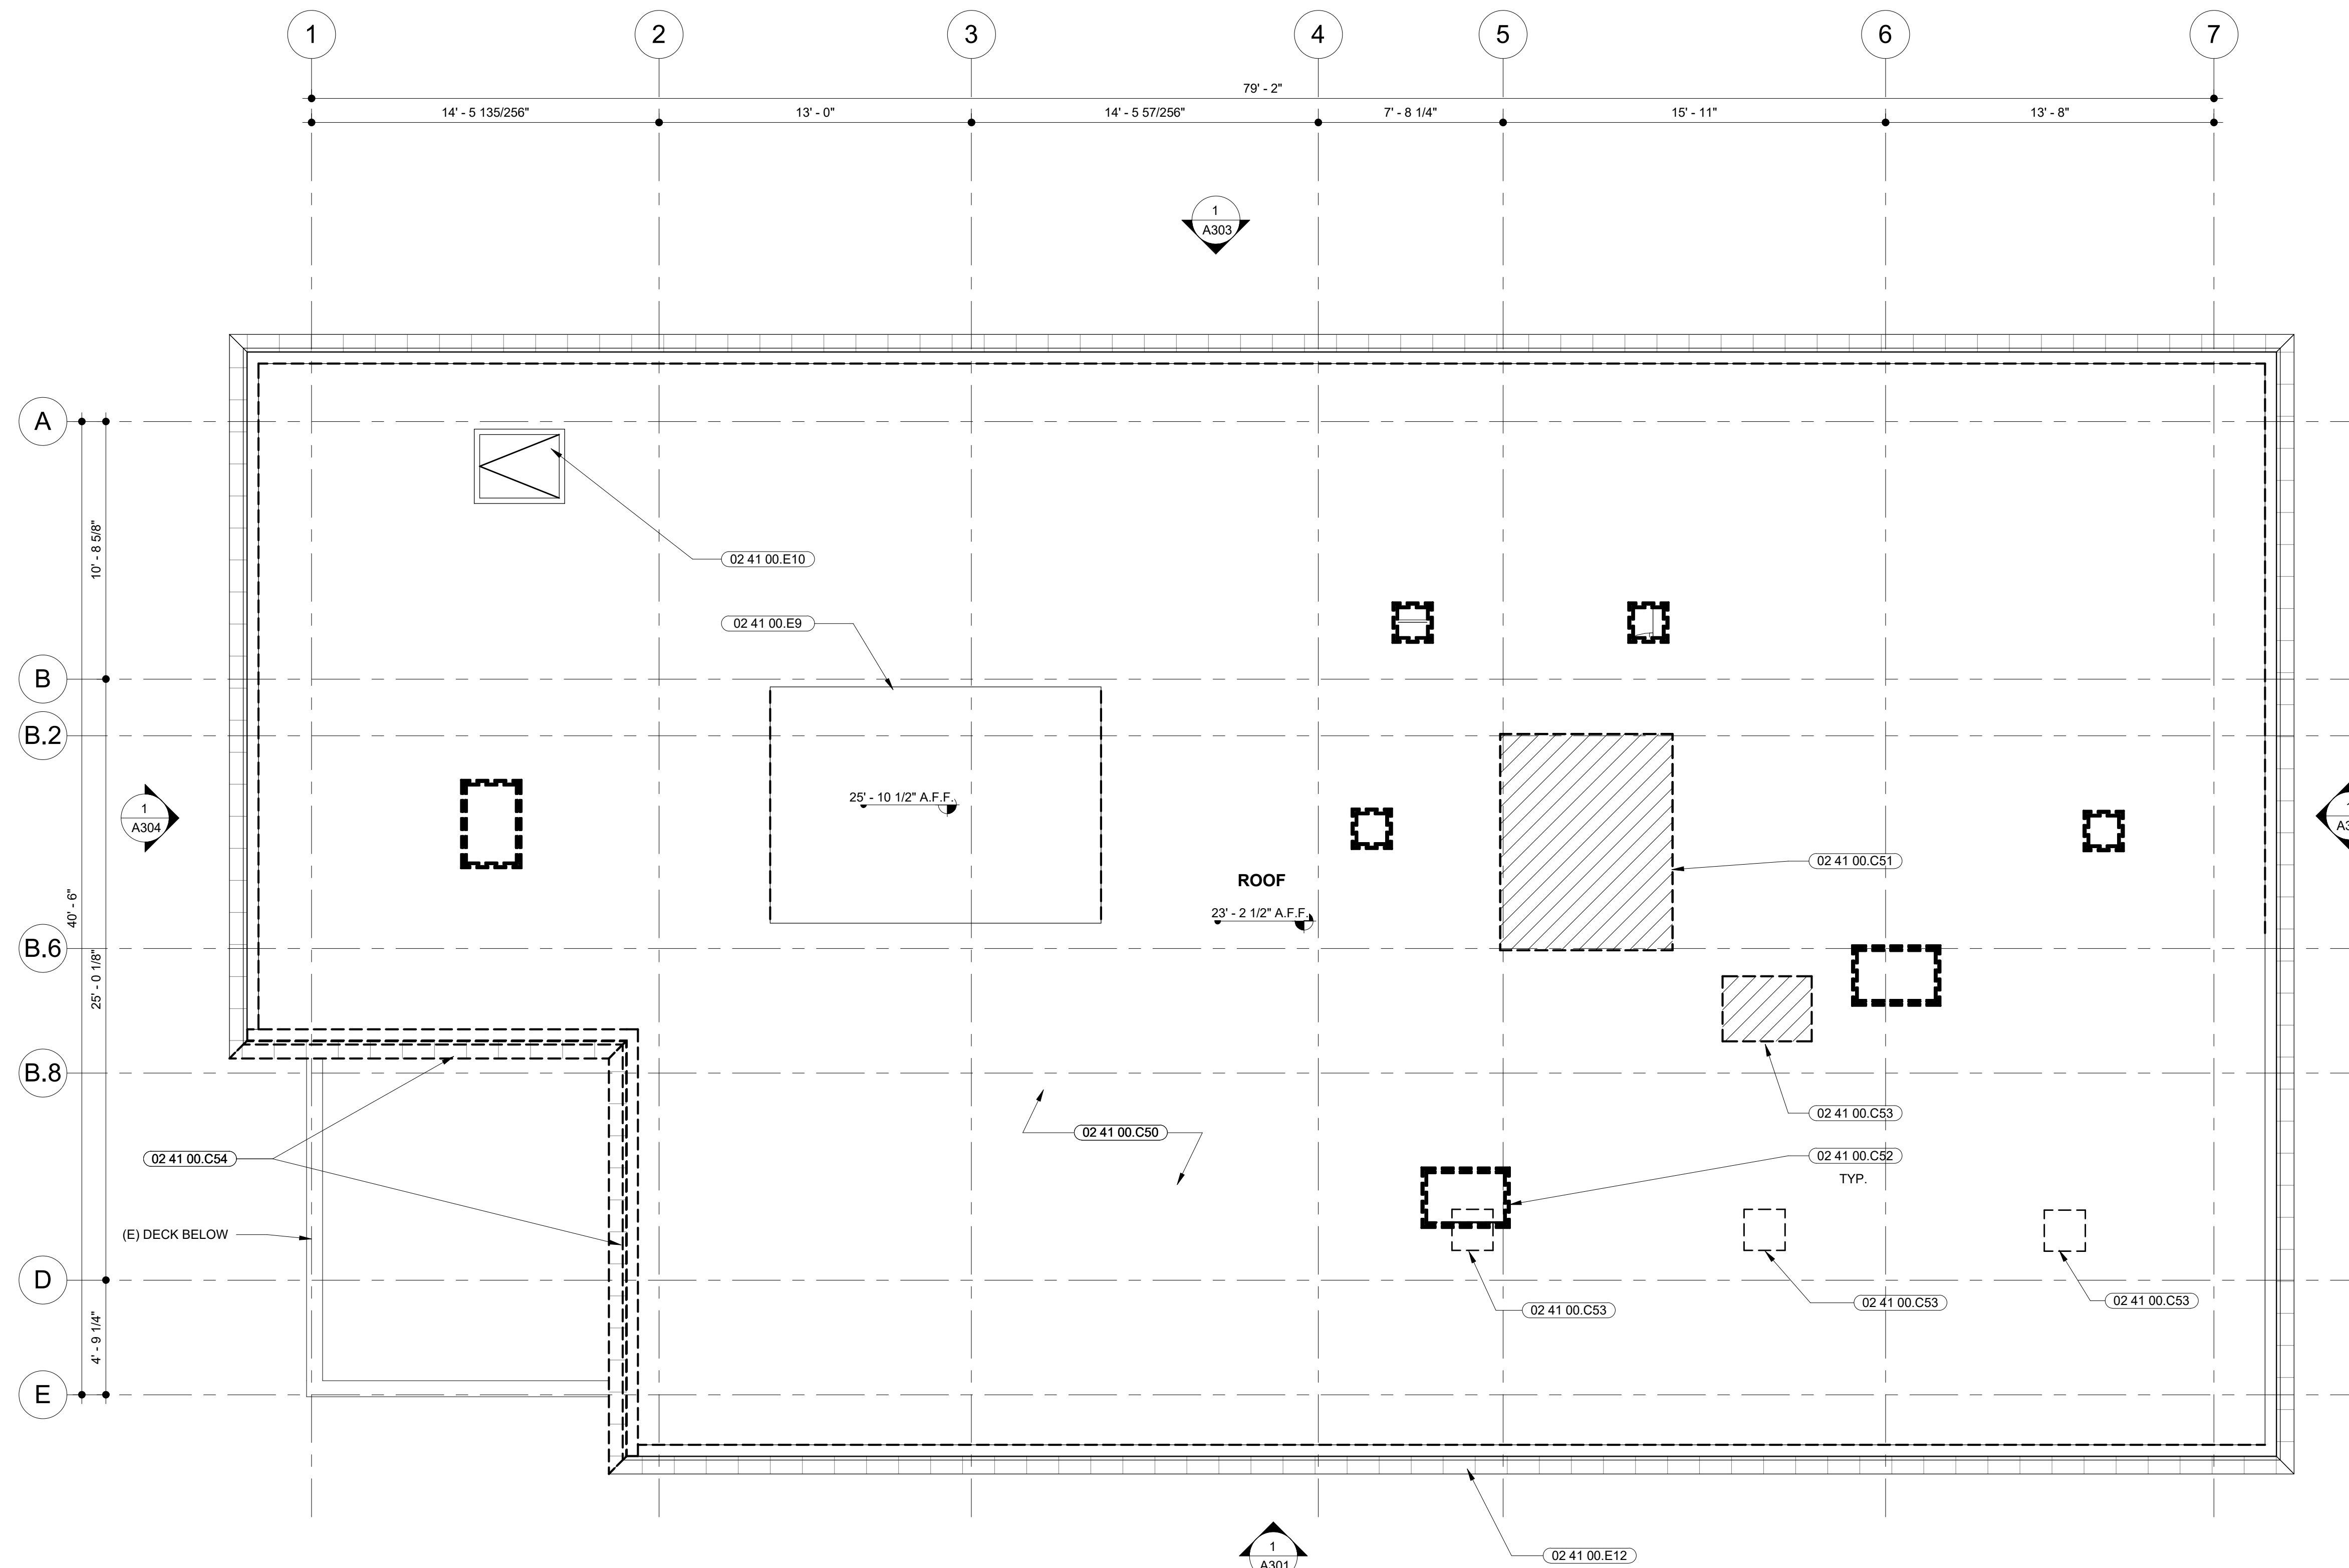 1 2 3 4 5 6 7
79' - 2"
14' - 5 135/256" 13' - 0" 14' - 5 57/256" 7' - 8 1/4" 15' - 11" 13' - 8"
1
A303
A
10' - 8 5/8"
02 41 00.E10
02 41 00.E9
B
B.2
25' - 10 1/2" A.F.F.
1
A304
02 41 00.C51
ROOF
23' - 2 1/2" A.F.F.
40' - 6"
B.6
25' - 0 1/8"
B.8
02 41 00.C53
02 41 00.C50
02 41 00.C54
02 41 00.C52
TYP.
(E) DECK BELOW
D
02 41 00.C53
02 41 00.C53
02 41 00.C53
4' - 9 1/4"
E
1
A301
02 41 00.E12